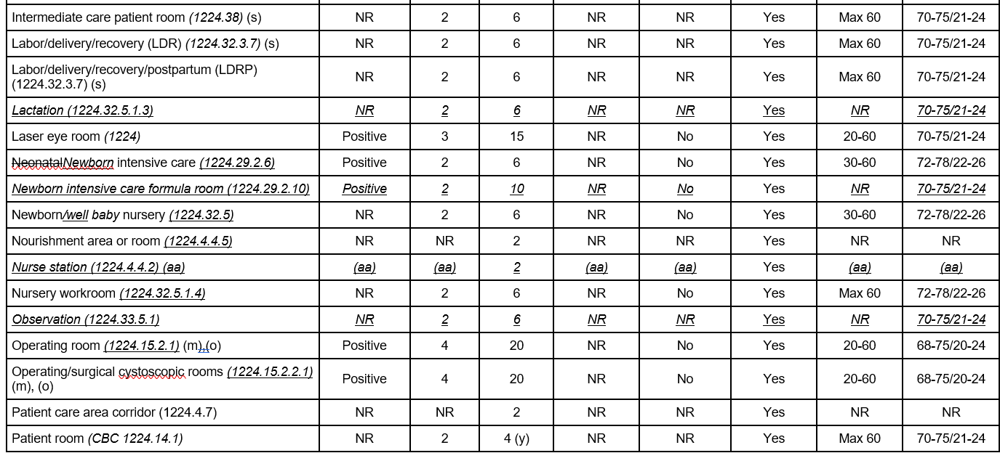 Intermediate care patient room (1224.38) (s) NR 2 6 NR NR Yes Max 60 70-75/21-24
Labor/delivery/recovery (LDR) (1224.32.3.7) (s) NR 2 6 NR NR Yes Max 60 70-75/21-24
Labor/delivery/recovery/postpartum (LDRP)
(1224.32.3.7) (s) NR 2 6 NR NR Yes Max 60 70-75/21-24
Lactation (1224.32.5.1.3) NR 2 6 NR NR Yes NR 70-75/21-24
Laser eye room (1224) Positive 3 15 NR No Yes 20-60 70-75/21-24
NeonatalNewborn intensive care (1224.29.2.6) Positive 2 6 NR No Yes 30-60 72-78/22-26
Newborn intensive care formula room (1224.29.2.10) Positive 2 10 NR No Yes NR 70-75/21-24
Newborn/well baby nursery (1224.32.5) NR 2 6 NR No Yes 30-60 72-78/22-26
Nourishment area or room (1224.4.4.5) NR NR 2 NR NR Yes NR NR
Nurse station (1224.4.4.2) (aa) (aa) (aa) 2 (aa) (aa) Yes (aa) (aa)
Nursery workroom (1224.32.5.1.4) NR 2 6 NR No Yes Max 60 72-78/22-26
Observation (1224.33.5.1) NR 2 6 NR NR Yes NR 70-75/21-24
Operating room (1224.15.2.1) (m),(o) Positive 4 20 NR No Yes 20-60 68-75/20-24
Operating/surgical cystoscopic rooms (1224.15.2.2.1)
(m), (o) Positive 4 20 NR No Yes 20-60 68-75/20-24
Patient care area corridor (1224.4.7) NR NR 2 NR NR Yes NR NR
Patient room (CBC 1224.14.1) NR 2 4 (y) NR NR Yes Max 60 70-75/21-24